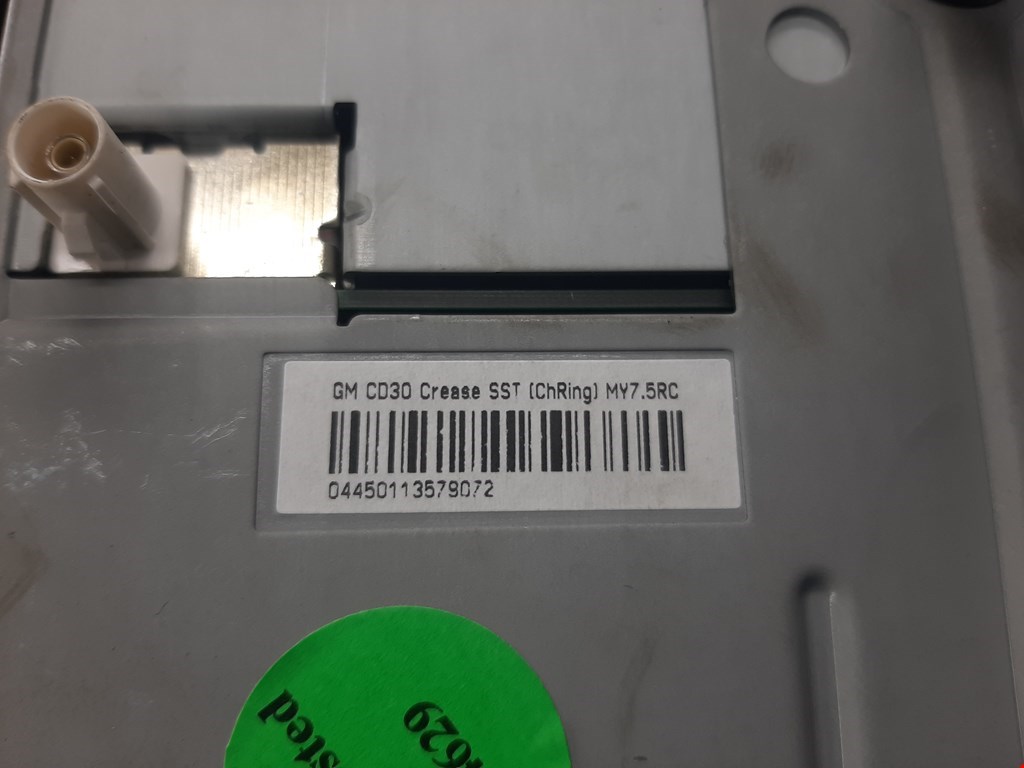 GM CD30 Crease SST (ChRing) MY7.5RC
04450113579072